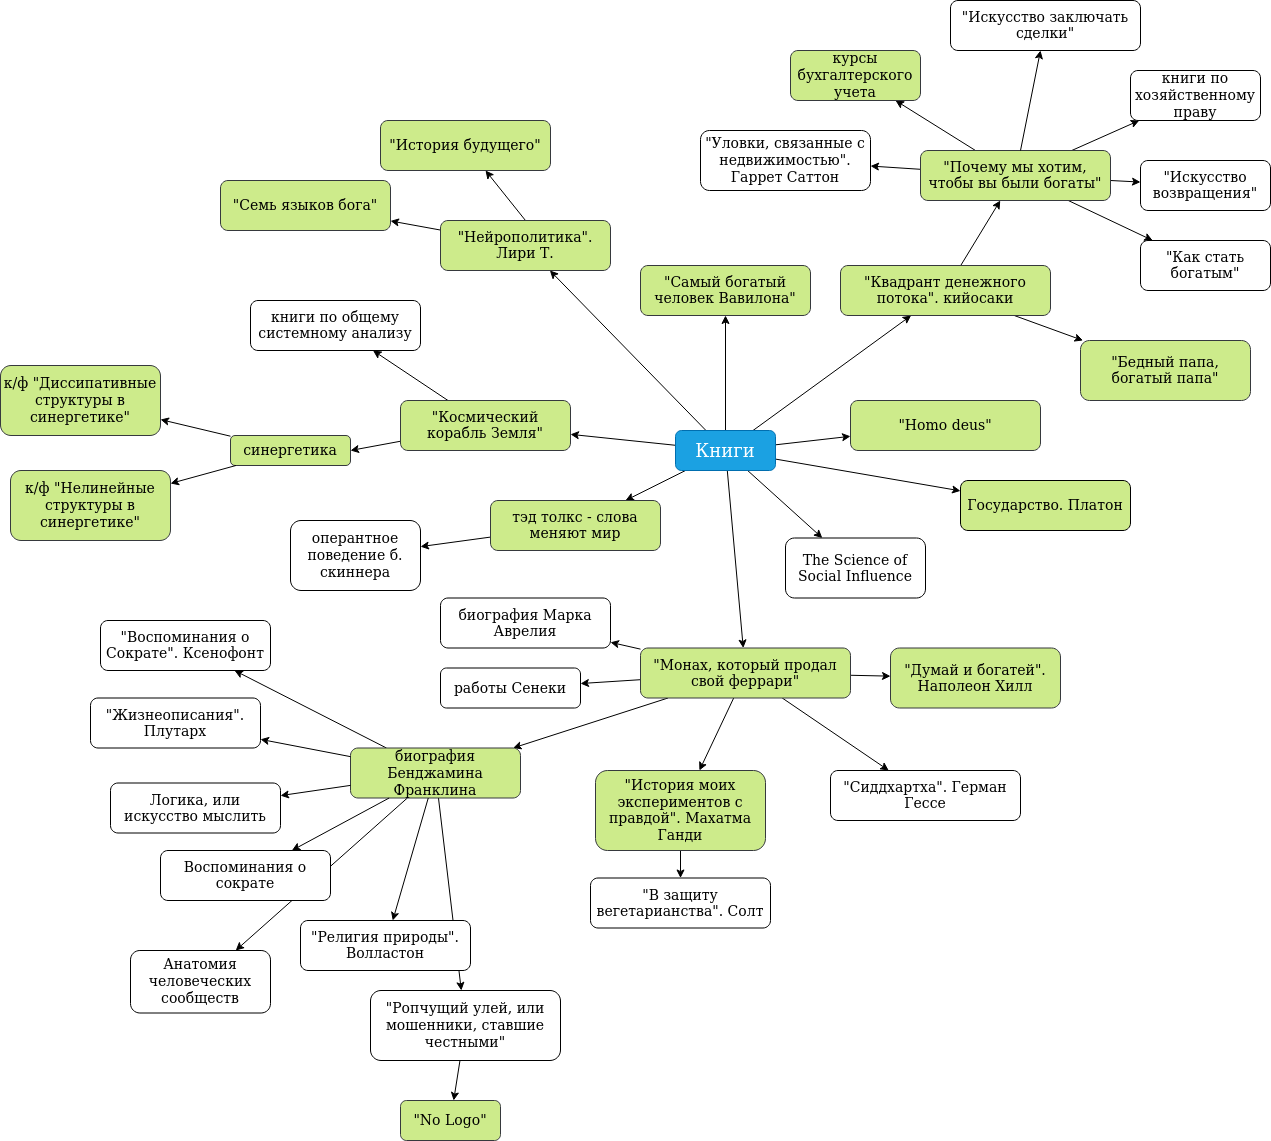 "Искусство заключать
сделки"
курсы
бухгалтерского
учета
книги по
хозяйственному
праву
"История будущего"
"Уловки, связанные с
недвижимостью".
Гаррет Саттон
"Почему мы хотим,
чтобы вы были богаты"
"Искусство
возвращения"
"Семь языков бога"
"Нейрополитика".
Лири Т.
"Как стать
богатым"
"Самый богатый
человек Вавилона"
"Квадрант денежного
потока". кийосаки
книги по общему
системному анализу
"Бедный папа,
богатый папа"
к/ф "Диссипативные
структуры в
синергетике"
"Космический
корабль Земля"
"Homo deus"
синергетика
Книги
к/ф "Нелинейные
структуры в
синергетике"
Государство. Платон
тэд толкс - слова
меняют мир
оперантное
поведение б.
скиннера
The Science of
Social Influence
биография Марка
Аврелия
"Воспоминания о
Сократе". Ксенофонт
"Монах, который продал
свой феррари"
"Думай и богатей".
Наполеон Хилл
работы Сенеки
"Жизнеописания".
Плутарх
биография
Бенджамина
Франклина
"История моих
экспериментов с
правдой". Махатма
Ганди
"Сиддхартха". Герман
Гессе
Логика, или
искусство мыслить
Воспоминания о
сократе
"В защиту
вегетарианства". Солт
"Религия природы".
Волластон
Анатомия
человеческих
сообществ
"Ропчущий улей, или
мошенники, ставшие
честными"
"No Logo"